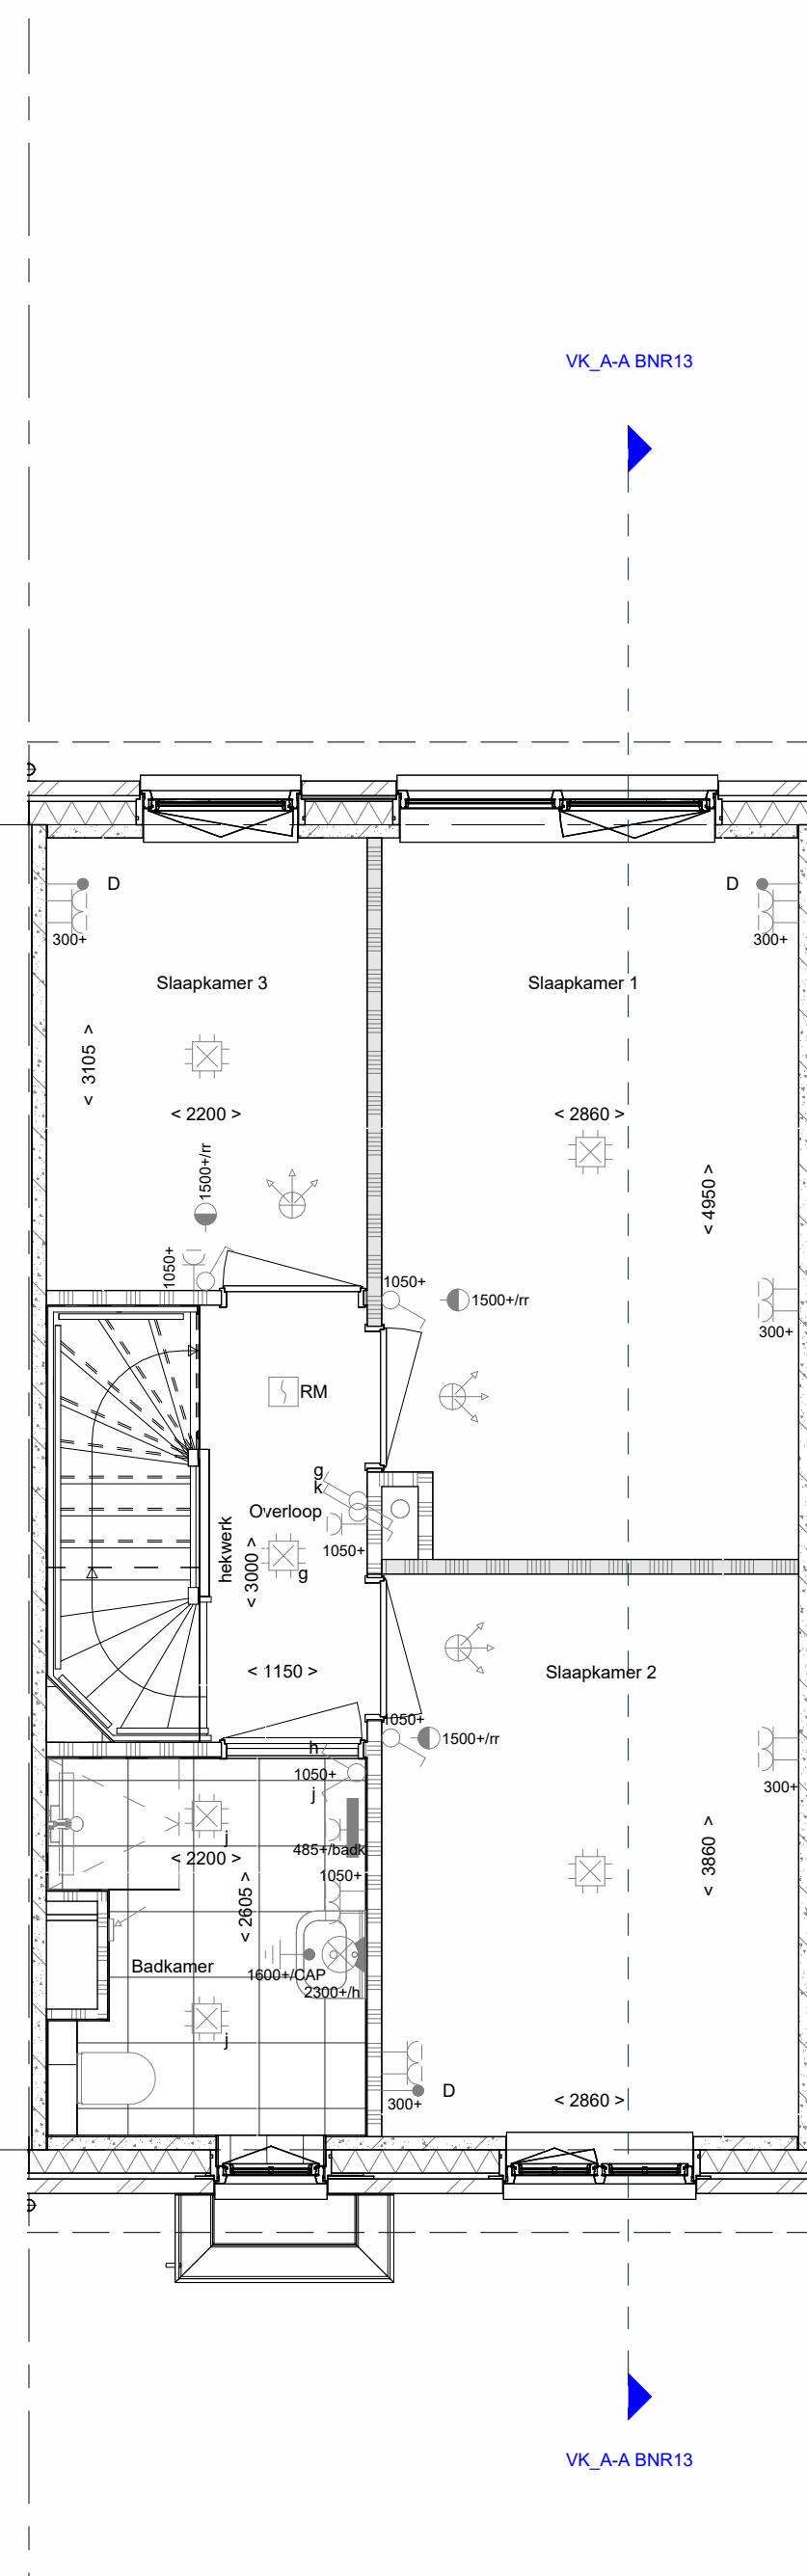 VK_A-A BNR13
D
D
300+
300+
Slaapkamer 3
Slaapkamer 1
< 3105 >
< 2200 >
< 2860 >
1500+/rr
< 4950 >
1050+
1050+
1500+/rr
300+
RM
g
k
Overloop
hekwerk
< 3000 >
1050+
g
< 1150 >
Slaapkamer 2
1050+
1500+/rr
h
1050+
j
300+
j
485+/badk
< 2200 >
1050+
< 3860 >
< 2605 >
Badkamer
1600+/CAP
2300+/h
j
D
300+
< 2860 >
VK_A-A BNR13